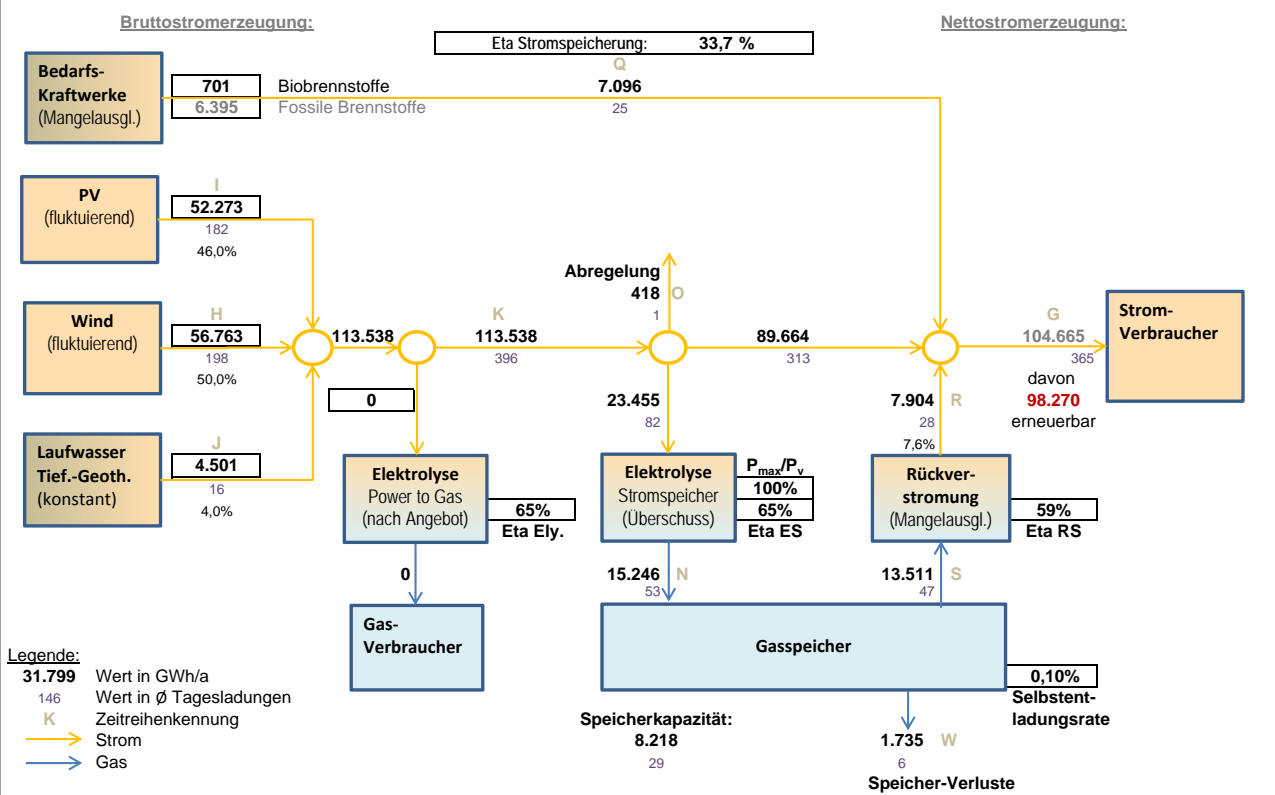 Bruttostromerzeugung:
Nettostromerzeugung:
Eta Stromspeicherung: 33,7 %
Bedarfs-
Kraftwerke
(Mangelausgl.)
701 Biobrennstoffe
6.395 Fossile Brennstoffe
Q
7.096
25
PV
(fluktuierend)
I
52.273
182
46,0%
Wind
(fluktuierend)
H
56.763
198
50,0%
Laufwasser
Tief.-Geoth.
(konstant)
J
4.501
16
4,0%
113.538
K
113.538
396
Abregelung
418 O
1
89.664
313
G
104.665
365
davon
98.270
erneuerbar
Strom-
Verbraucher
0
23.455
82
7.904 R
28
7,6%
Elektrolyse
Power to Gas
(nach Angebot)
65%
Eta Ely.
Elektrolyse
Stromspeicher
(Überschuss)
Pmax/Pv
100%
65%
Eta ES
Rückver-
stromung
(Mangelausgl.)
59%
Eta RS
0
15.246 N
53
13.511 S
47
Gas-
Verbraucher
Gasspeicher
0,10%
Selbstent-
ladungsrate
Speicherkapazität:
8.218
29
1.735 W
6
Speicher-Verluste
Legende:
31.799 Wert in GWh/a
146 Wert in Ø Tagesladungen
K Zeitreihenkennung
Strom
Gas